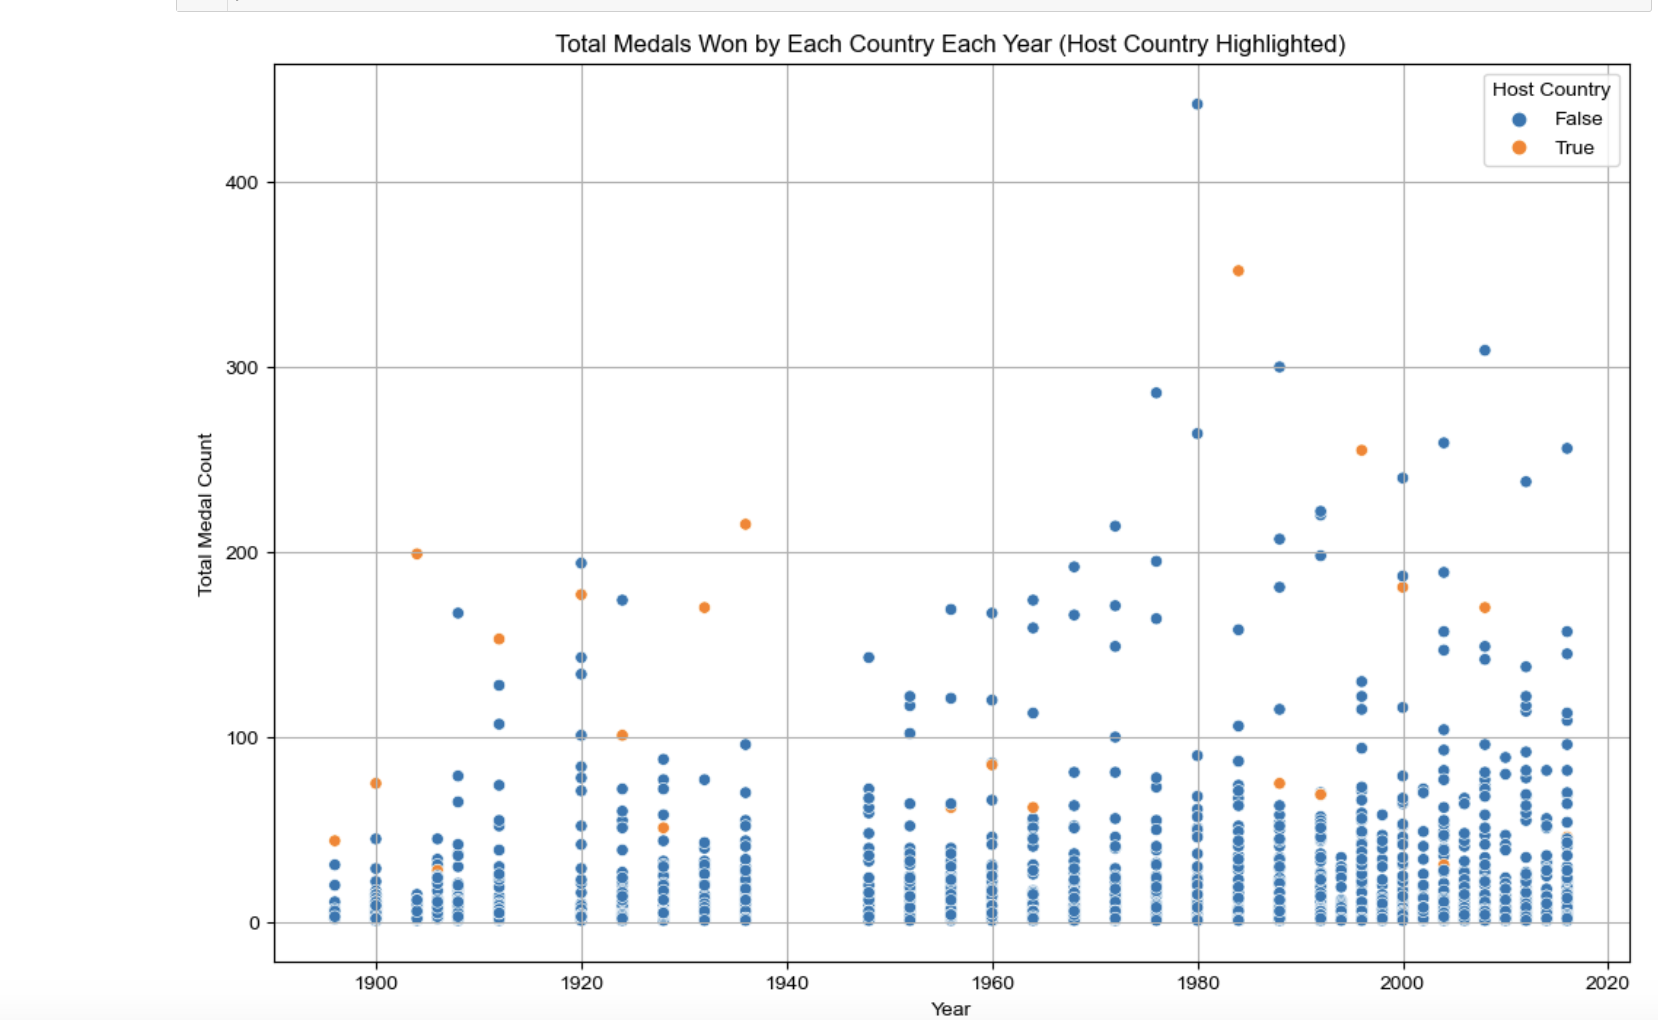 Total Medals Won by Each Country Each Year (Host Country Highlighted)
Host Country
False
True
400
300
200
100
0
Total Medal Count
1900
1920
1940
1960
1980
2000
2020
Year